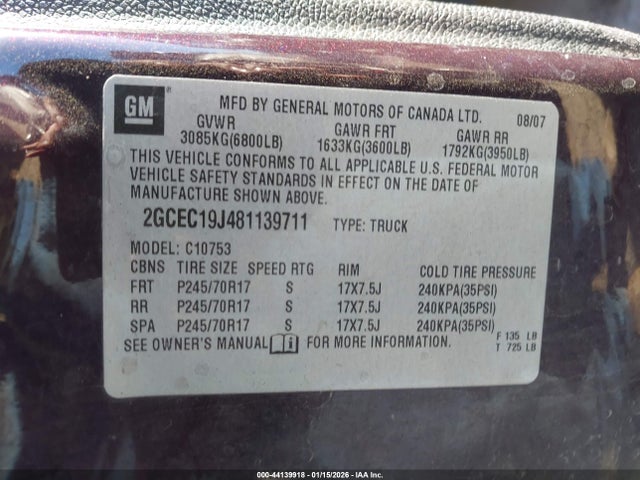 GM
MFD BY GENERAL MOTORS OF CANADA LTD. 08/07
GVWR GAWR FRT GAWR RR
3085KG(6800LB) 1633KG(3600LB) 1792KG(3950LB)
THIS VEHICLE CONFORMS TO ALL APPLICABLE U.S. FEDERAL MOTOR
VEHICLE SAFETY STANDARDS IN EFFECT ON THE DATE OF
MANUFACTURE SHOWN ABOVE.
2GCEC19J481139711 TYPE: TRUCK
MODEL: C10753
CBNS TIRE SIZE SPEED RTG RIM COLD TIRE PRESSURE
FRT P245/70R17 S 17X7.5J 240KPA(35PSI)
RR P245/70R17 S 17X7.5J 240KPA(35PSI)
SPA P245/70R17 S 17X7.5J 240KPA(35PSI)
SEE OWNER'S MANUAL i FOR MORE INFORMATION.
F 135 LB
T 725 LB
000-44139918 - 01/15/2026 - IAA Inc.